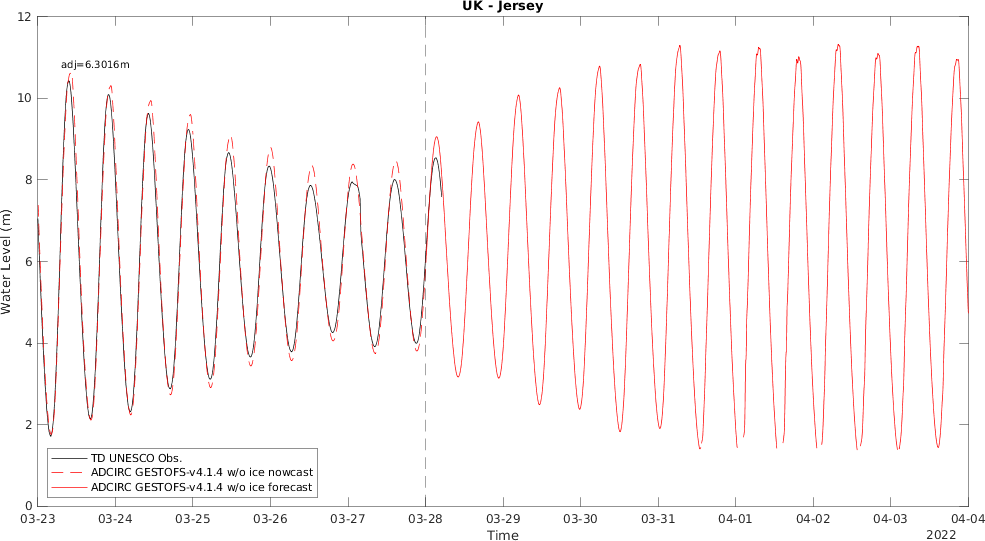 UK - Jersey
12
adj=6.3016m
10
8
6
4
2
0
Water Level (m)
TD UNESCO Obs.
ADCIRC GESTOFS-v4.1.4 w/o ice nowcast
ADCIRC GESTOFS-v4.1.4 w/o ice forecast
03-23 03-24 03-25 03-26 03-27 03-28 03-29 03-30 03-31 04-01 04-02 04-03 04-04
Time
2022